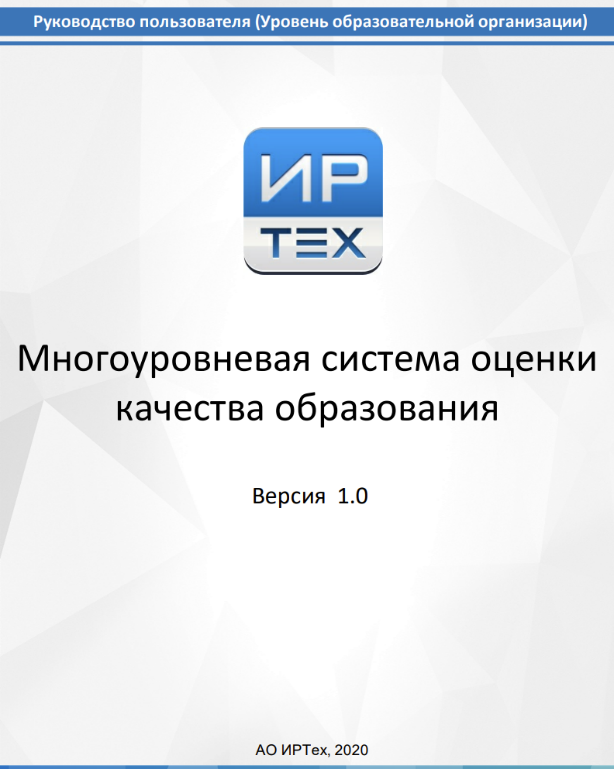 Руководство пользователя (Уровень образовательной организации)
ИР
ТЕХ
Многоуровневая система оценки
качества образования
Версия 1.0
АО ИРТех, 2020